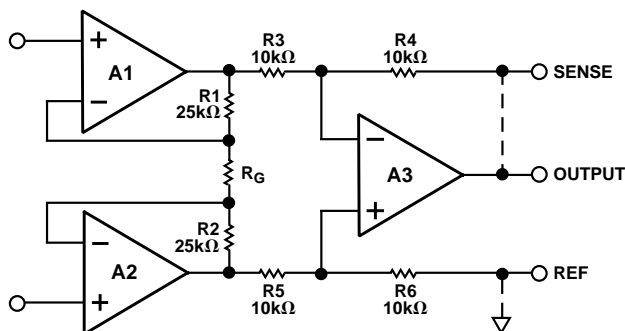 +
A1
−
R1
25kΩ
R3
10kΩ
R4
10kΩ
SENSE
RG
−
A3
+
OUTPUT
−
A2
+
R2
25kΩ
R5
10kΩ
R6
10kΩ
REF